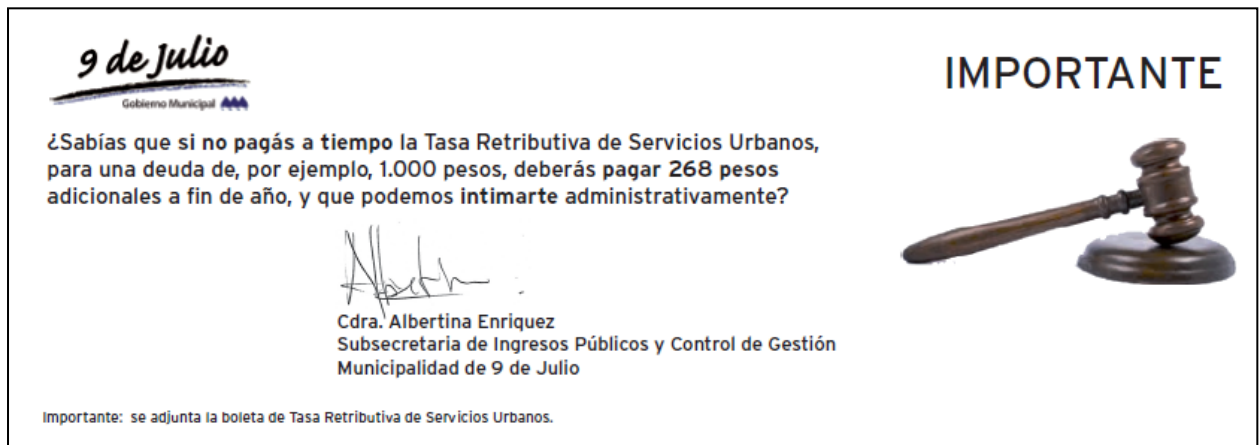 9 de Julio
Gobierno Municipal
IMPORTANTE
¿Sabías que si no pagás a tiempo la Tasa Retributiva de Servicios Urbanos,
para una deuda de, por ejemplo, 1.000 pesos, deberás pagar 268 pesos
adicionales a fin de año, y que podemos intimarte administrativamente?
Cdra. Albertina Enriquez
Subsecretaria de Ingresos Públicos y Control de Gestión
Municipalidad de 9 de Julio
Importante: se adjunta la boleta de Tasa Retributiva de Servicios Urbanos.